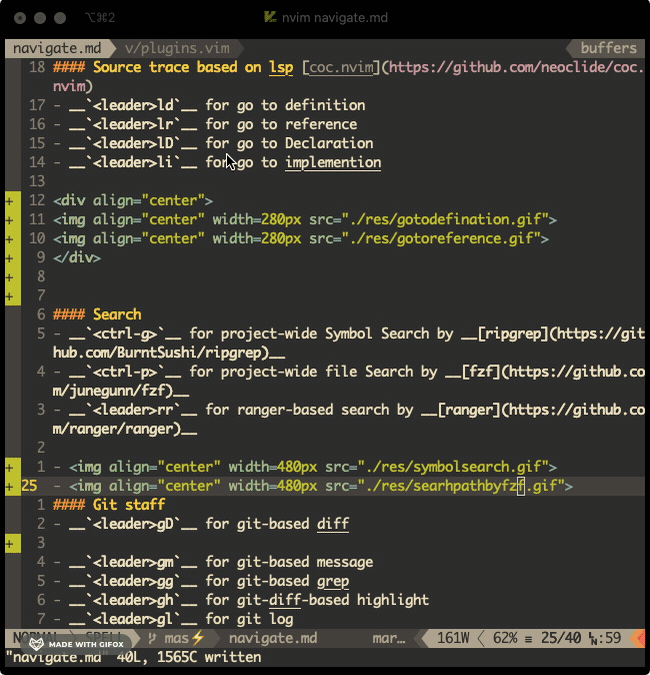 ⌥⌘2 nvim navigate.md
navigate.md v/plugins.vim buffers
18 #### Source trace based on lsp [coc.nvim](https://github.com/neoclide/coc.
nvim)
17 - __`<leader>ld`__ for go to definition
16 - __`<leader>lr`__ for go to reference
15 - __`<leader>lD`__ for go to Declaration
14 - __`<leader>li`__ for go to implemention
13
+ 12 <div align="center">
+ 11 <img align="center" width=280px src="./res/gotodefination.gif">
+ 10 <img align="center" width=280px src="./res/gotoreference.gif">
+ 9 </div>
+ 8
+ 7
6 #### Search
5 - __`<ctrl-g>`__ for project-wide Symbol Search by __[ripgrep](https://git
hub.com/BurntSushi/ripgrep)__
4 - __`<ctrl-p>`__ for project-wide file Search by __[fzf](https://github.co
m/junegunn/fzf)__
3 - __`<leader>rr`__ for ranger-based search by __[ranger](https://github.co
m/ranger/ranger)__
2
+ 1 - <img align="center" width=480px src="./res/symbolsearch.gif">
+ 25 - <img align="center" width=480px src="./res/searhpathbyfzf.gif">
1 #### Git staff
2 - __`<leader>gD`__ for git-based diff
+ 3
4 - __`<leader>gm`__ for git-based message
5 - __`<leader>gg`__ for git-based grep
6 - __`<leader>gh`__ for git-diff-based highlight
7 - __`<leader>gl`__ for git log
mas⚡ navigate.md mar… 161W 62% ≡ 25/40 :59
MADE WITH GIFOX
"navigate.md" 40L, 1565C written